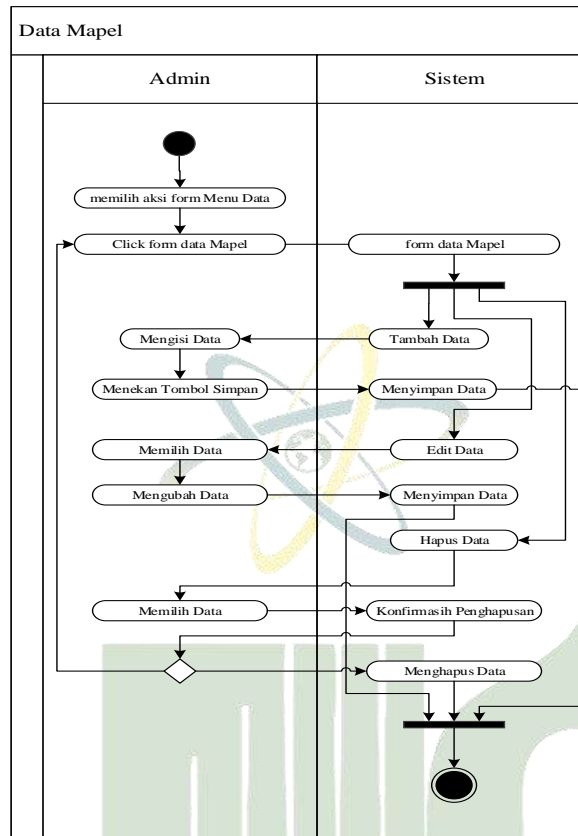 Data Mapel
Admin
Sistem
memilih aksi form Menu Data
Click form data Mapel
form data Mapel
Mengisi Data
Tambah Data
Menekan Tombol Simpan
Menyimpan Data
Memilih Data
Edit Data
Mengubah Data
Menyimpan Data
Hapus Data
Memilih Data
Konfirmasih Penghapusan
Menghapus Data